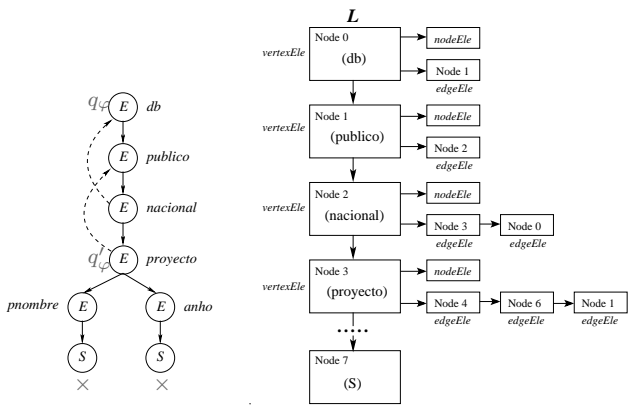 q_φ E db
E publico
E nacional
q'_φ E proyecto
pnombre E E anho
S S
× ×
L
vertexEle Node 0 (db) nodeEle
Node 1
edgeEle
vertexEle Node 1 (publico) nodeEle
Node 2
edgeEle
vertexEle Node 2 (nacional) nodeEle
Node 3 Node 0
edgeEle edgeEle
vertexEle Node 3 (proyecto) nodeEle
Node 4 Node 6 Node 1
edgeEle edgeEle edgeEle
.....
Node 7
(S)